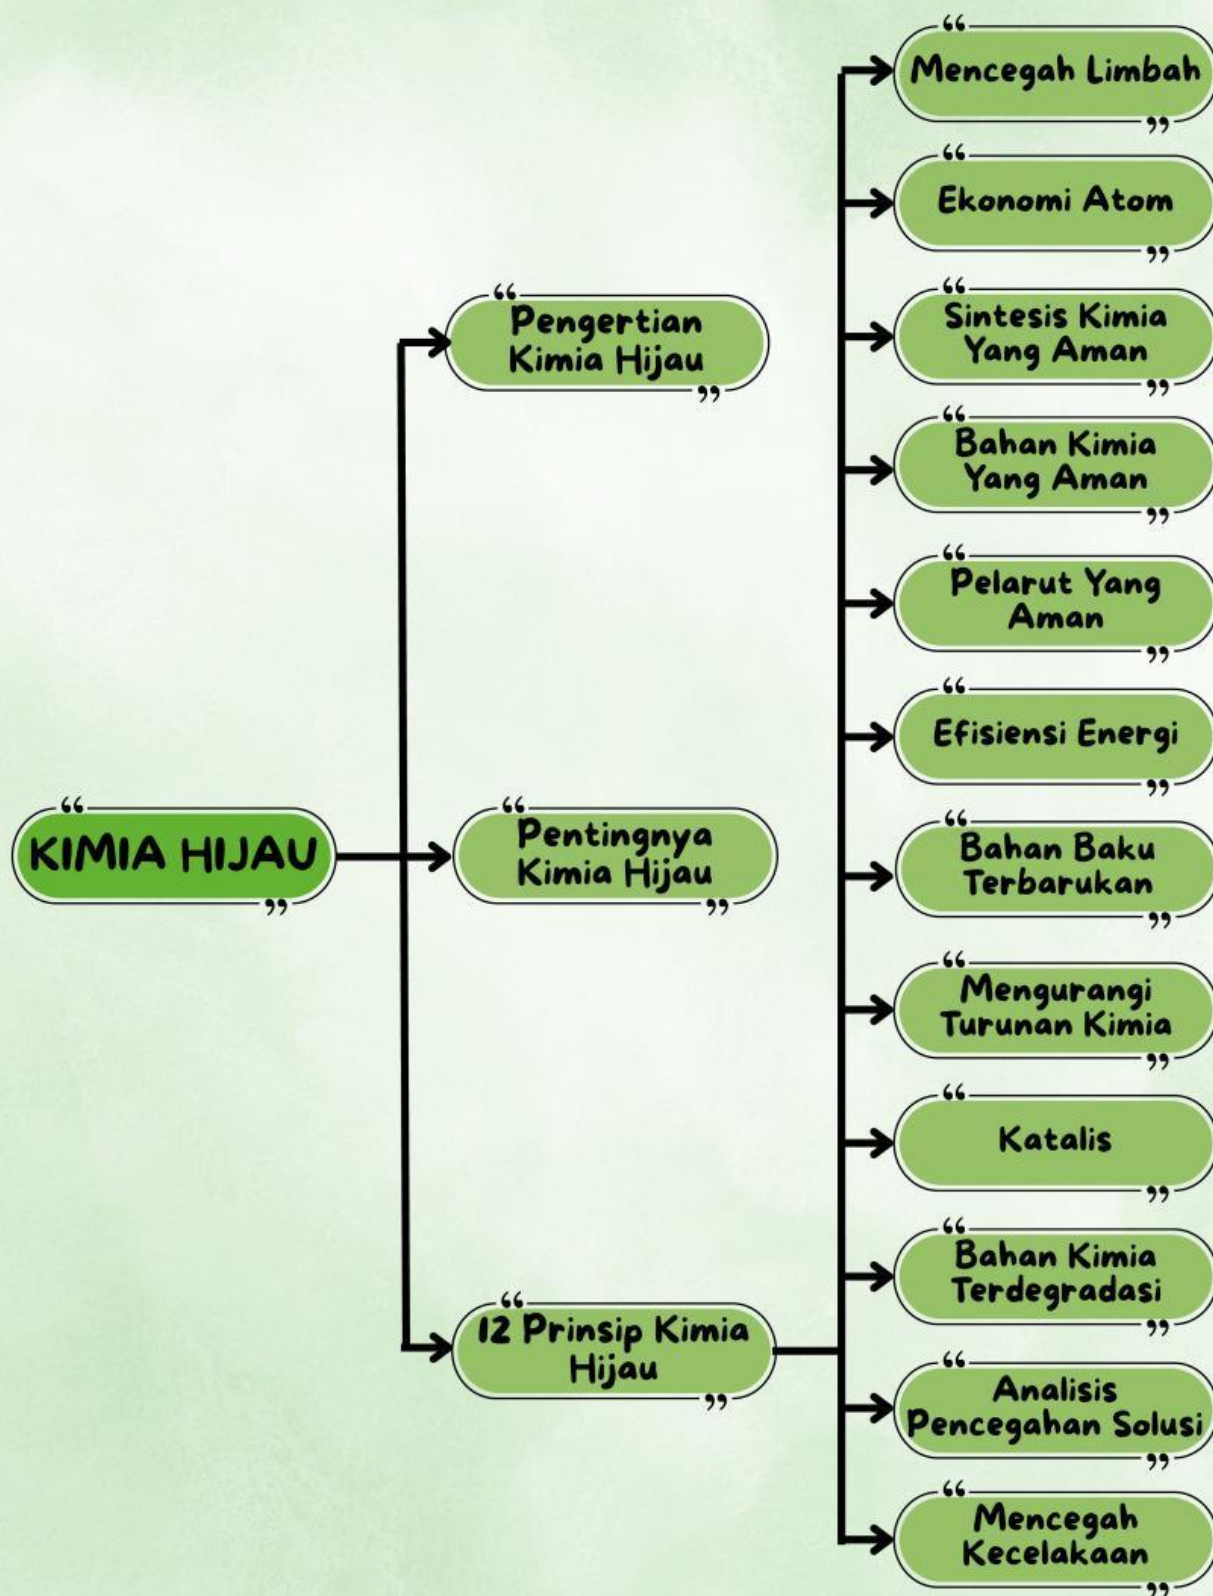 KIMIA HIJAU
Pengertian
Kimia Hijau
Pentingnya
Kimia Hijau
12 Prinsip Kimia
Hijau
Mencegah Limbah
Ekonomi Atom
Sintesis Kimia
Yang Aman
Bahan Kimia
Yang Aman
Pelarut Yang
Aman
Efisiensi Energi
Bahan Baku
Terbarukan
Mengurangi
Turunan Kimia
Katalis
Bahan Kimia
Terdegradasi
Analisis
Pencegahan Solusi
Mencegah
Kecelakaan